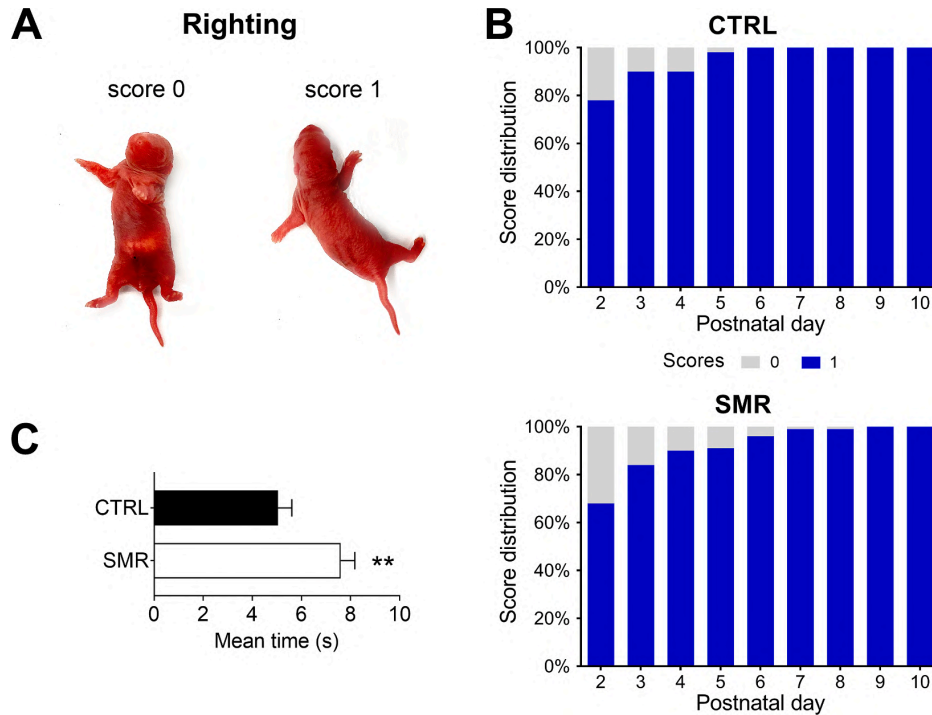 A
Righting
score 0
score 1
B
CTRL
Score distribution
100%
80%
60%
40%
20%
0%
2 3 4 5 6 7 8 9 10
Postnatal day
Scores 0 1
SMR
Score distribution
100%
80%
60%
40%
20%
0%
2 3 4 5 6 7 8 9 10
Postnatal day
C
CTRL
SMR
**
0 2 4 6 8 10
Mean time (s)